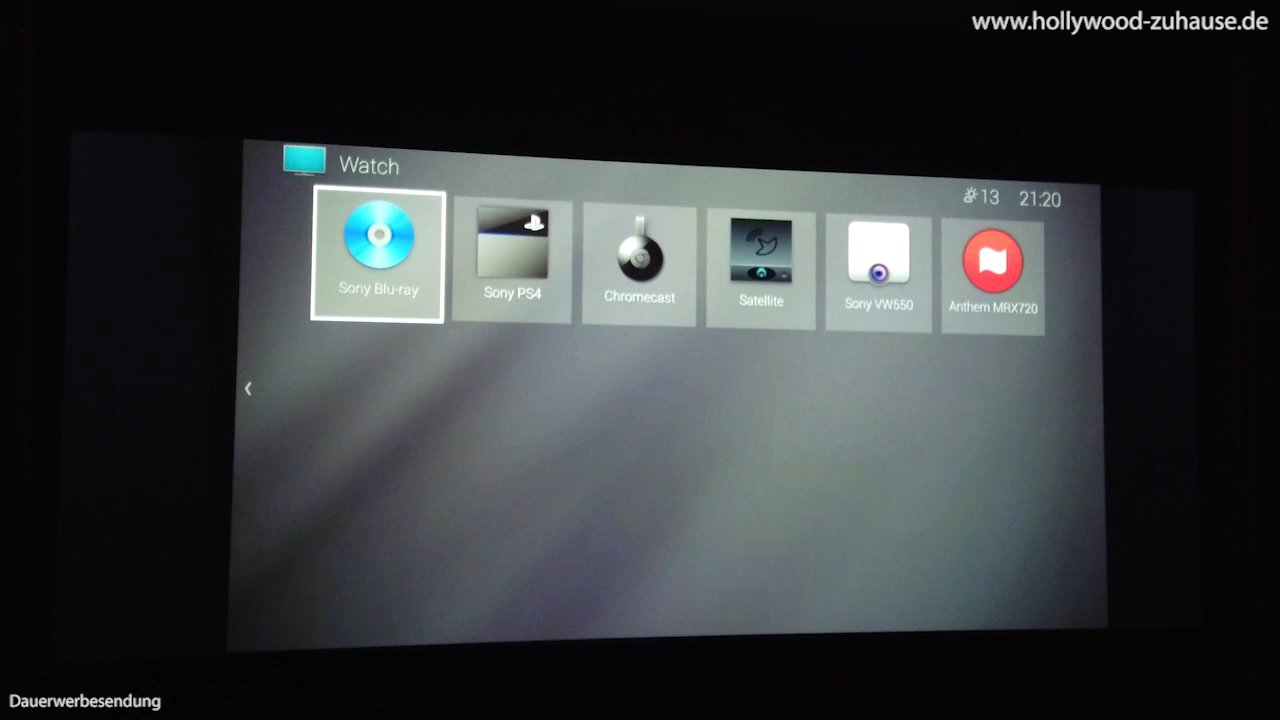 www.hollywood-zuhause.de
Watch
13 21:20
Sony Blu-ray
Sony PS4
Chromecast
Satellite
Sony VW550
Anthem MRX720
Dauerwerbesendung